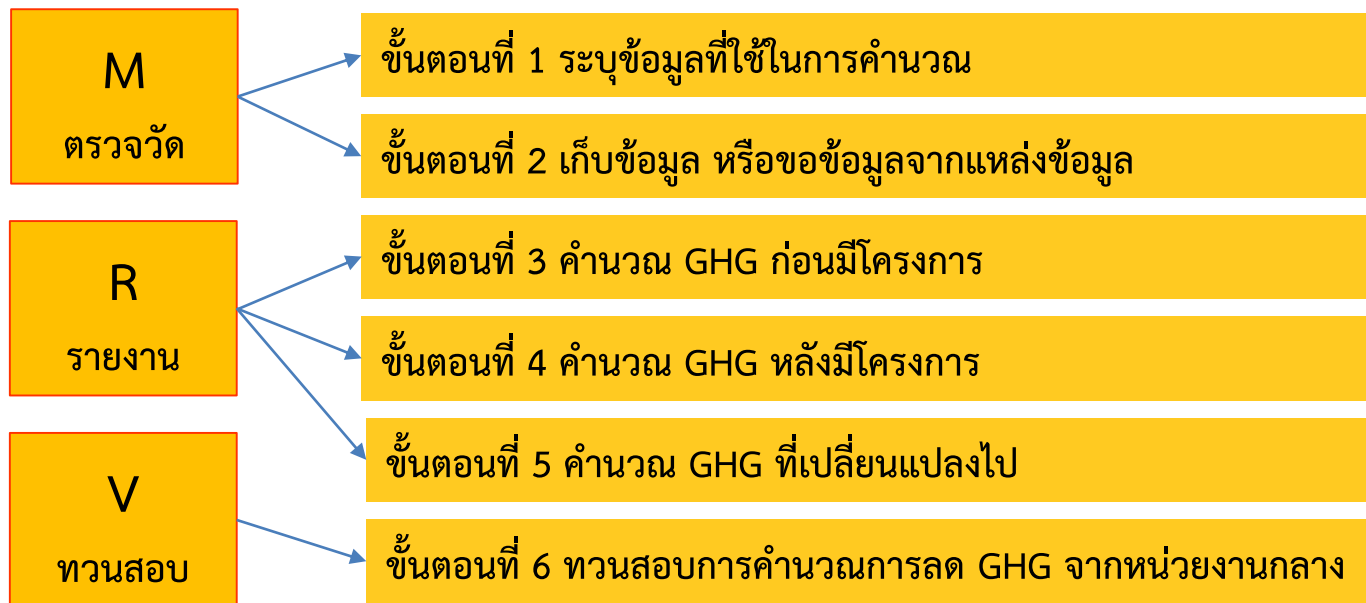 M
ตรวจวัด
ขั้นตอนที่ 1 ระบุข้อมูลที่ใช้ในการคำนวณ
ขั้นตอนที่ 2 เก็บข้อมูล หรือขอข้อมูลจากแหล่งข้อมูล
R
รายงาน
ขั้นตอนที่ 3 คำนวณ GHG ก่อนมีโครงการ
ขั้นตอนที่ 4 คำนวณ GHG หลังมีโครงการ
ขั้นตอนที่ 5 คำนวณ GHG ที่เปลี่ยนแปลงไป
V
ทวนสอบ
ขั้นตอนที่ 6 ทวนสอบการคำนวณการลด GHG จากหน่วยงานกลาง